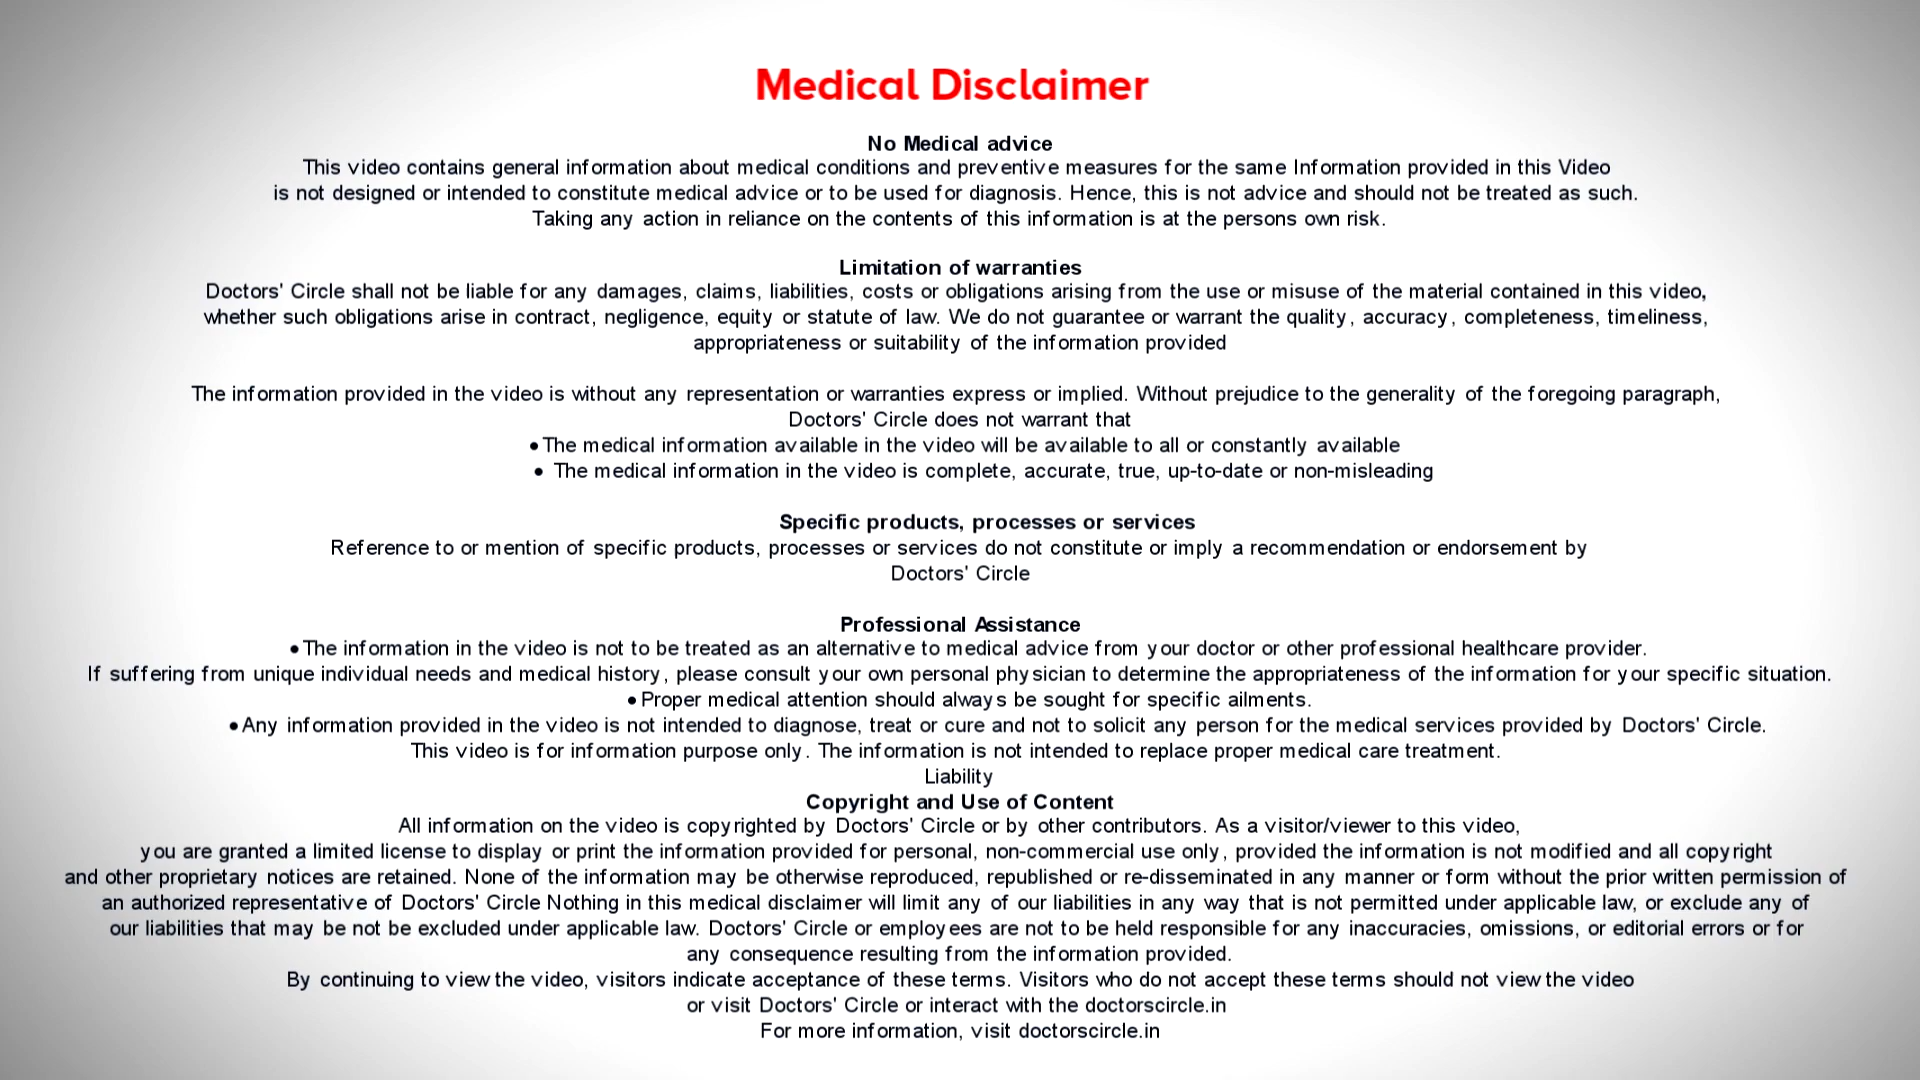 Medical Disclaimer
No Medical advice
This video contains general information about medical conditions and preventive measures for the same Information provided in this Video
is not designed or intended to constitute medical advice or to be used for diagnosis. Hence, this is not advice and should not be treated as such.
Taking any action in reliance on the contents of this information is at the persons own risk.
Limitation of warranties
Doctors' Circle shall not be liable for any damages, claims, liabilities, costs or obligations arising from the use or misuse of the material contained in this video,
whether such obligations arise in contract, negligence, equity or statute of law. We do not guarantee or warrant the quality, accuracy, completeness, timeliness,
appropriateness or suitability of the information provided
The information provided in the video is without any representation or warranties express or implied. Without prejudice to the generality of the foregoing paragraph,
Doctors' Circle does not warrant that
•The medical information available in the video will be available to all or constantly available
• The medical information in the video is complete, accurate, true, up-to-date or non-misleading
Specific products, processes or services
Reference to or mention of specific products, processes or services do not constitute or imply a recommendation or endorsement by
Doctors' Circle
Professional Assistance
•The information in the video is not to be treated as an alternative to medical advice from your doctor or other professional healthcare provider.
If suffering from unique individual needs and medical history, please consult your own personal physician to determine the appropriateness of the information for your specific situation.
•Proper medical attention should always be sought for specific ailments.
•Any information provided in the video is not intended to diagnose, treat or cure and not to solicit any person for the medical services provided by Doctors' Circle.
This video is for information purpose only. The information is not intended to replace proper medical care treatment.
Liability
Copyright and Use of Content
All information on the video is copyrighted by Doctors' Circle or by other contributors. As a visitor/viewer to this video,
you are granted a limited license to display or print the information provided for personal, non-commercial use only, provided the information is not modified and all copyright
and other proprietary notices are retained. None of the information may be otherwise reproduced, republished or re-disseminated in any manner or form without the prior written permission of
an authorized representative of Doctors' Circle Nothing in this medical disclaimer will limit any of our liabilities in any way that is not permitted under applicable law, or exclude any of
our liabilities that may be not be excluded under applicable law. Doctors' Circle or employees are not to be held responsible for any inaccuracies, omissions, or editorial errors or for
any consequence resulting from the information provided.
By continuing to view the video, visitors indicate acceptance of these terms. Visitors who do not accept these terms should not view the video
or visit Doctors' Circle or interact with the doctorscircle.in
For more information, visit doctorscircle.in